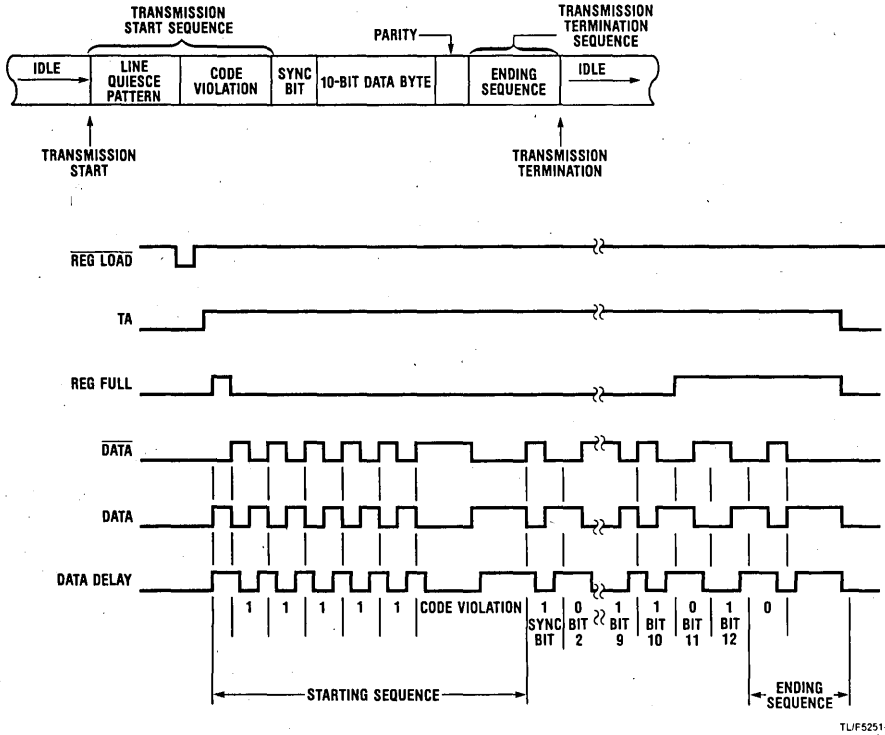 TRANSMISSION
START SEQUENCE
PARITY
TRANSMISSION
TERMINATION
SEQUENCE
IDLE
LINE
QUIESCE
PATTERN
CODE
VIOLATION
SYNC
BIT
10-BIT DATA BYTE
ENDING
SEQUENCE
IDLE
TRANSMISSION
START
TRANSMISSION
TERMINATION
REG LOAD
TA
REG FULL
DATA
DATA
DATA DELAY
1 1 1 1 1 CODE VIOLATION 1 0 1 1 0 1 0
SYNC BIT BIT BIT BIT BIT
BIT 2 9 10 11 12
STARTING SEQUENCE
ENDING
SEQUENCE
TL/F5251-